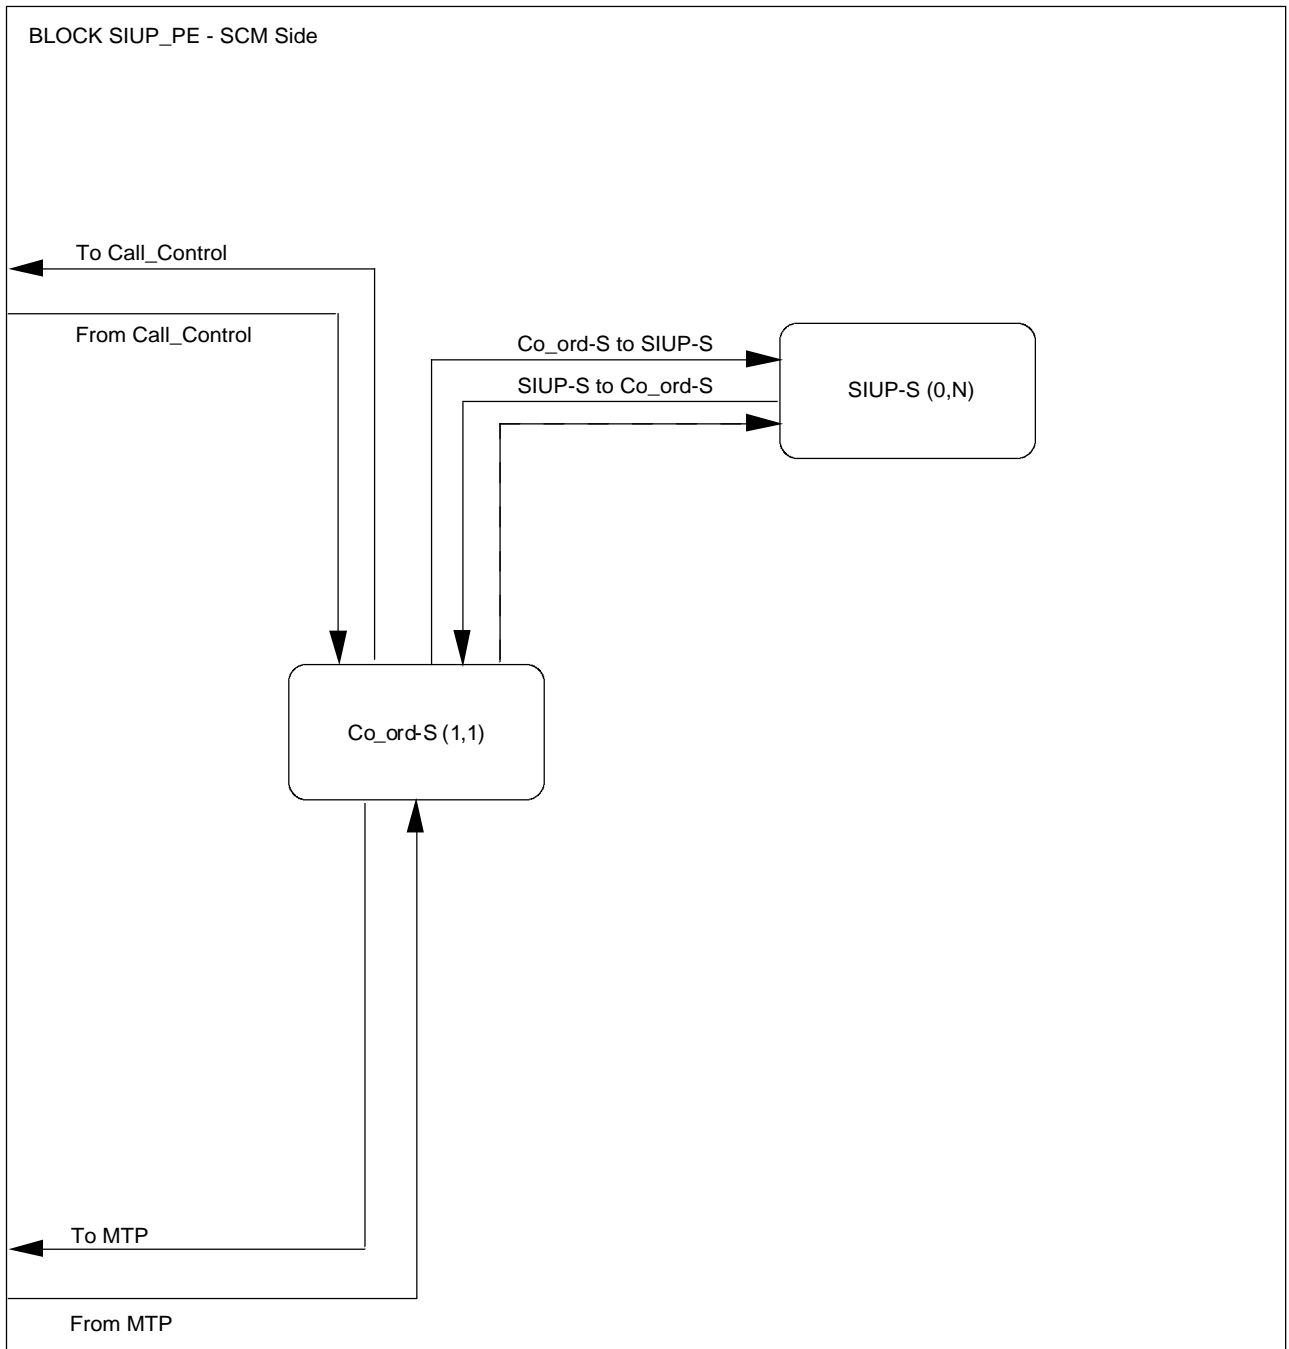 BLOCK SIUP_PE - SCM Side
To Call_Control
From Call_Control
Co_ord-S to SIUP-S
SIUP-S to Co_ord-S
SIUP-S (0,N)
Co_ord-S (1,1)
To MTP
From MTP